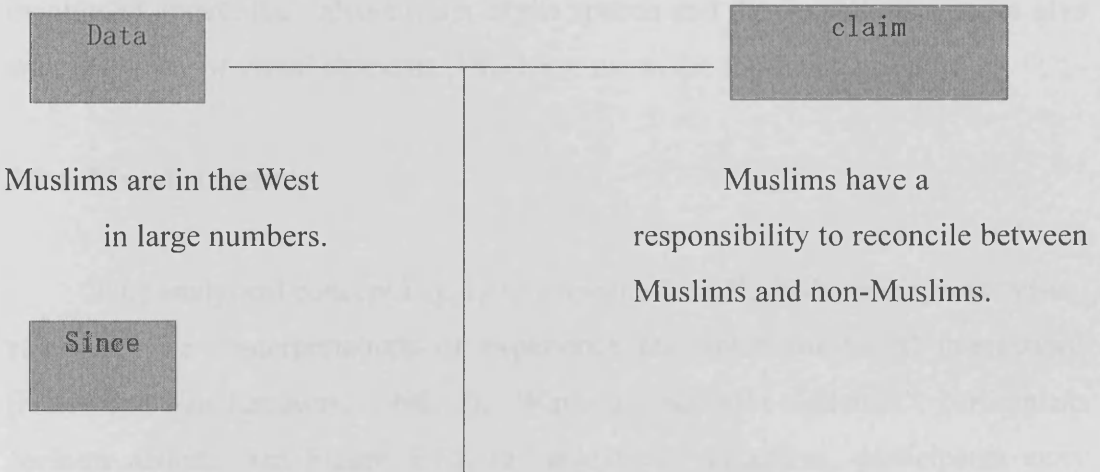 Data
claim
Muslims are in the West
in large numbers.
Muslims have a
responsibility to reconcile between
Muslims and non-Muslims.
Since